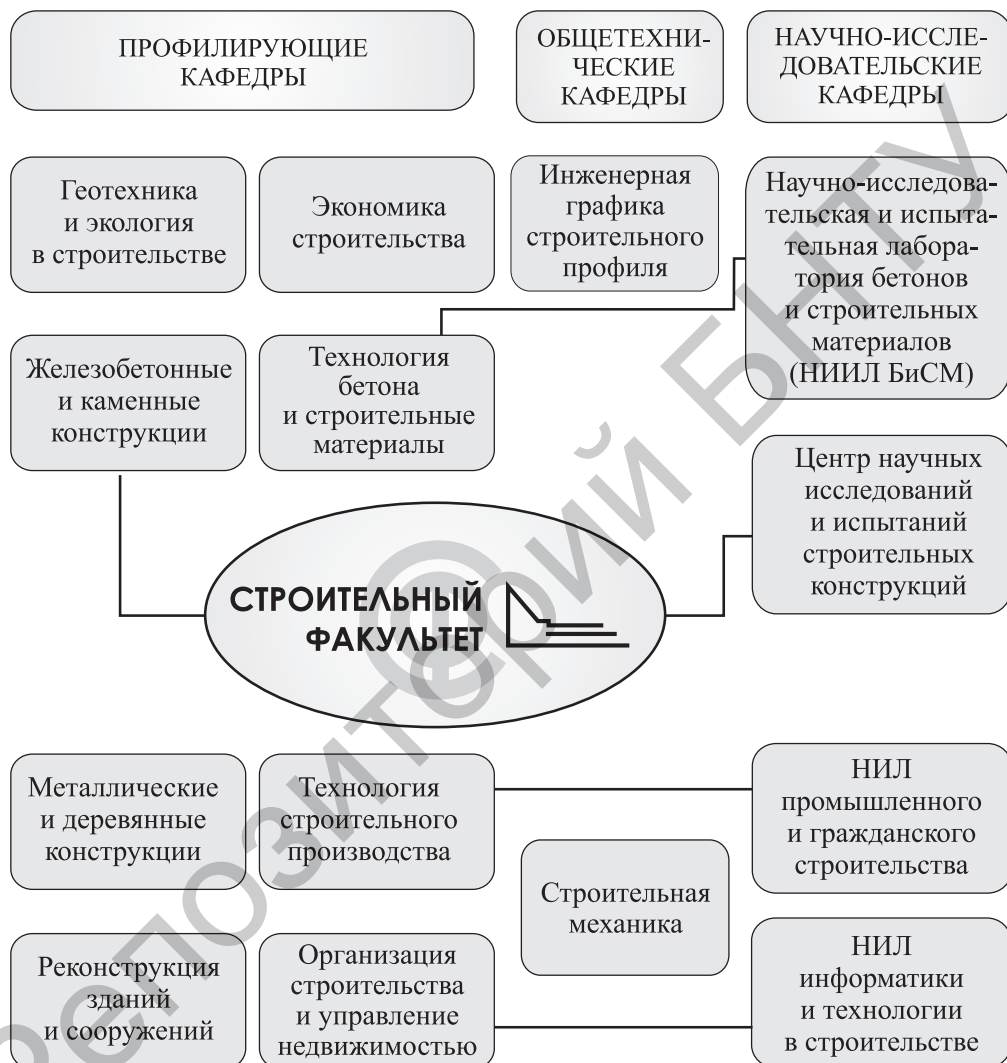 ПРОФИЛИРУЮЩИЕ
КАФЕДРЫ
ОБЩЕТЕХНИ-
ЧЕСКИЕ
КАФЕДРЫ
НАУЧНО-ИССЛЕ-
ДОВАТЕЛЬСКИЕ
КАФЕДРЫ
Геотехника
и экология
в строительстве
Экономика
строительства
Инженерная
графика
строительного
профиля
Научно-исследова-
тельская и испыта-
тельная лабора-
тория бетонов
и строительных
материалов
(НИИЛ БиСМ)
Железобетонные
и каменные
конструкции
Технология
бетона
и строительные
материалы
Центр научных
исследований
и испытаний
строительных
конструкций
СТРОИТЕЛЬНЫЙ
ФАКУЛЬТЕТ
Металлические
и деревянные
конструкции
Технология
строительного
производства
Строительная
механика
НИЛ
промышленного
и гражданского
строительства
Реконструкция
зданий
и сооружений
Организация
строительства
и управление
недвижимостью
НИЛ
информатики
и технологии
в строительстве
Репозиторий БНТУ